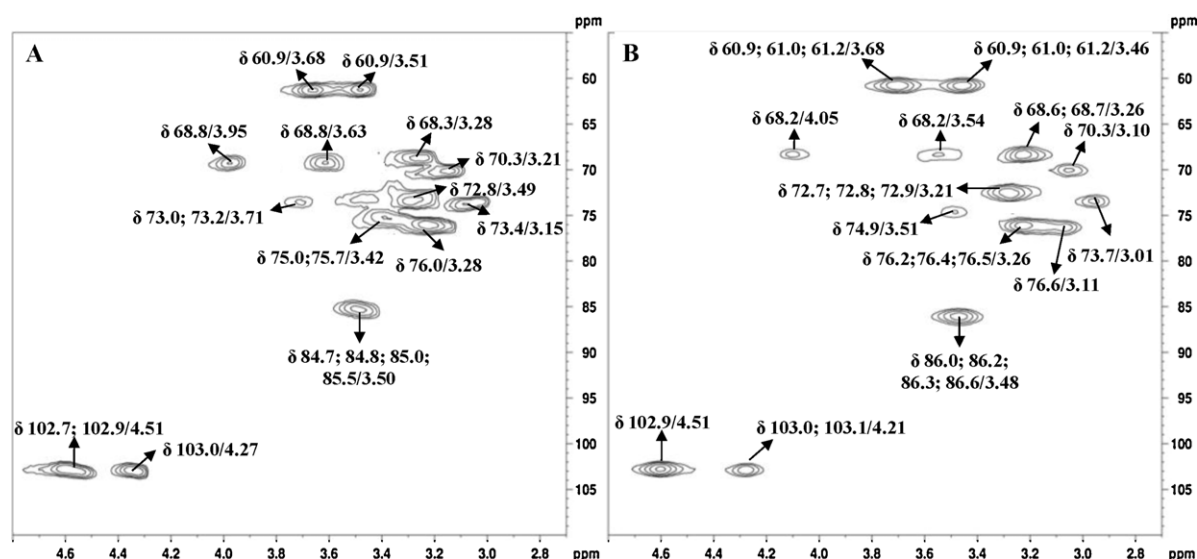 ppm
ppm
A
B
δ 60.9/3.68
δ 60.9/3.51
δ 68.8/3.95
δ 68.8/3.63
δ 68.3/3.28
δ 70.3/3.21
δ 72.8/3.49
δ 73.0; 73.2/3.71
δ 73.4/3.15
δ 75.0;75.7/3.42
δ 76.0/3.28
δ 84.7; 84.8; 85.0;
85.5/3.50
δ 102.7; 102.9/4.51
δ 103.0/4.27
60
65
70
75
80
85
90
95
100
105
4.6
4.4
4.2
4.0
3.8
3.6
3.4
3.2
3.0
2.8
ppm
δ 60.9; 61.0; 61.2/3.68
δ 60.9; 61.0; 61.2/3.46
δ 68.2/4.05
δ 68.2/3.54
δ 68.6; 68.7/3.26
δ 70.3/3.10
δ 72.7; 72.8; 72.9/3.21
δ 74.9/3.51
δ 76.2;76.4;76.5/3.26
δ 73.7/3.01
δ 76.6/3.11
δ 86.0; 86.2;
86.3; 86.6/3.48
δ 102.9/4.51
δ 103.0; 103.1/4.21
60
65
70
75
80
85
90
95
100
105
4.6
4.4
4.2
4.0
3.8
3.6
3.4
3.2
3.0
2.8
ppm